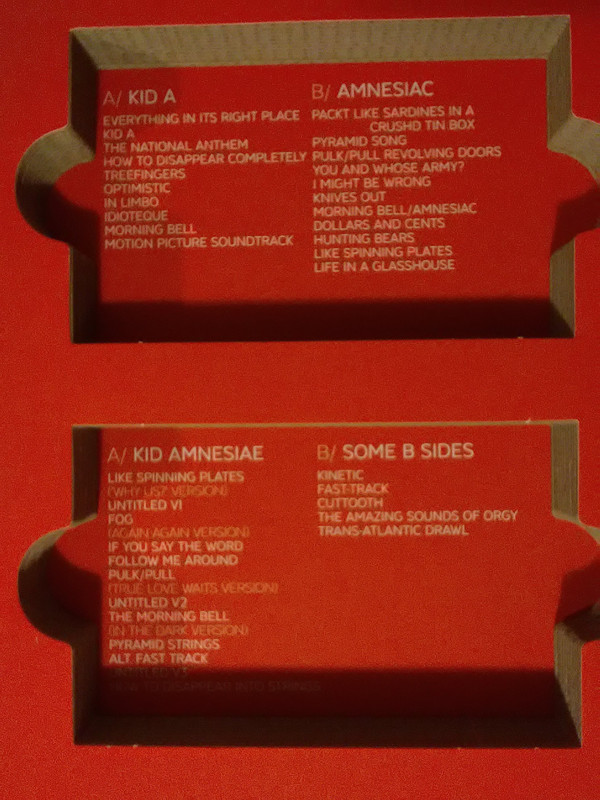 A/ KID A
EVERYTHING IN ITS RIGHT PLACE
KID A
THE NATIONAL ANTHEM
HOW TO DISAPPEAR COMPLETELY
TREEFINGERS
OPTIMISTIC
IN LIMBO
IDIOTEQUE
MORNING BELL
MOTION PICTURE SOUNDTRACK
B/ AMNESIAC
PACKT LIKE SARDINES IN A
CRUSHD TIN BOX
PYRAMID SONG
PULK/PULL REVOLVING DOORS
YOU AND WHOSE ARMY?
I MIGHT BE WRONG
KNIVES OUT
MORNING BELL/AMNESIAC
DOLLARS AND CENTS
HUNTING BEARS
LIKE SPINNING PLATES
LIFE IN A GLASSHOUSE
A/ KID AMNESIAE
LIKE SPINNING PLATES
(WHY US? VERSION)
UNTITLED V1
FOG
(AGAIN AGAIN VERSION)
IF YOU SAY THE WORD
FOLLOW ME AROUND
PULK/PULL
(TRUE LOVE WAITS VERSION)
UNTITLED V2
THE MORNING BELL
(IN THE DARK VERSION)
PYRAMID STRINGS
ALT. FAST TRACK
UNTITLED V3
DISAPPEAR INTO STRINGS
B/ SOME B SIDES
KINETIC
FAST-TRACK
CUTTOOTH
THE AMAZING SOUNDS OF ORGY
TRANS-ATLANTIC DRAWL